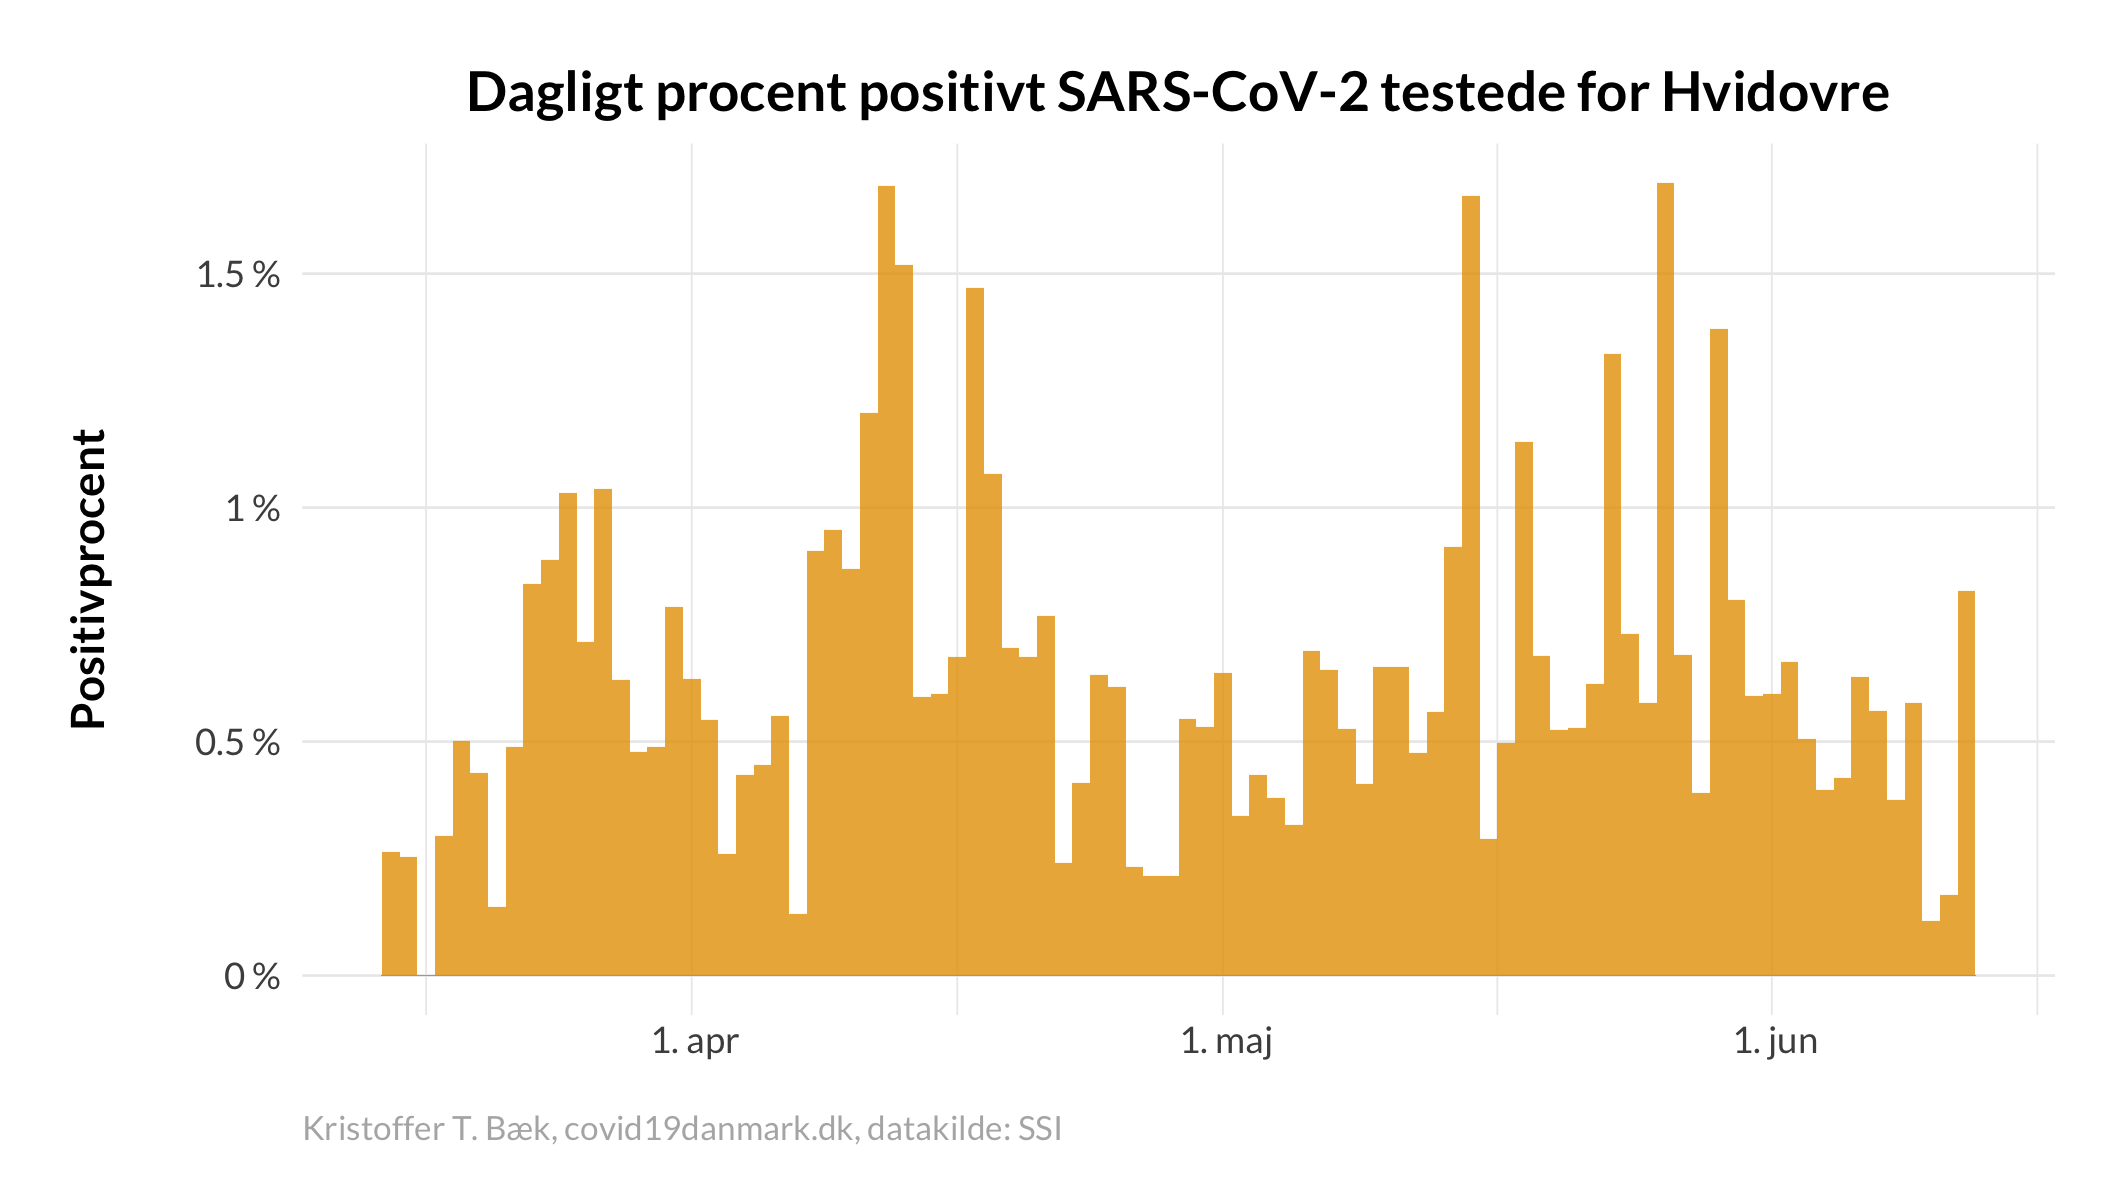 Dagligt procent positivt SARS-CoV-2 testede for Hvidovre
Positivprocent
1.5 %
1 %
0.5 %
0 %
1. apr
1. maj
1. jun
Kristoffer T. Bæk, covid19danmark.dk, datakilde: SSI